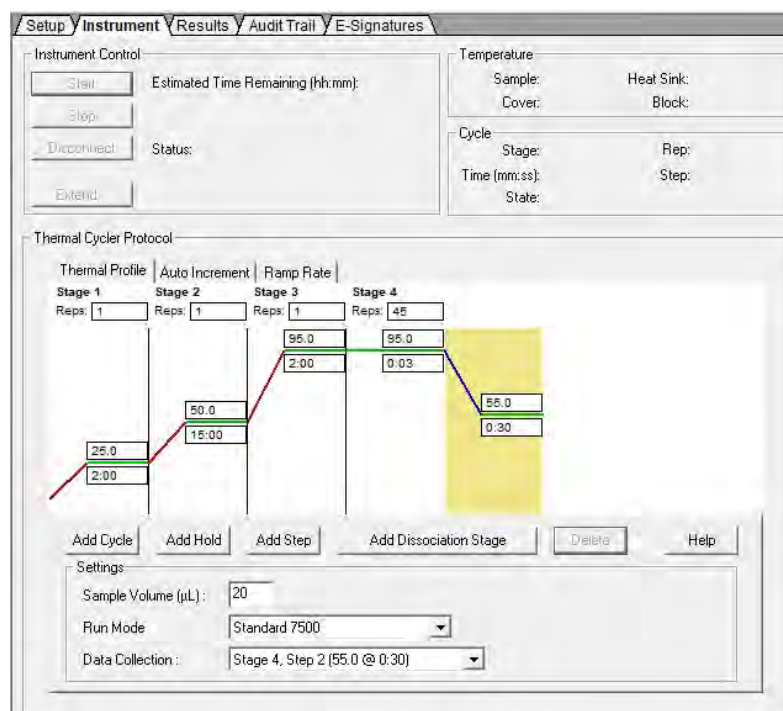 Setup Instrument Results Audit Trail E-Signatures
Instrument Control
Start
Estimated Time Remaining (hh:mm):
Stop
Disconnect
Status:
Extend
Temperature
Sample: Heat Sink:
Cover: Block:
Cycle
Stage: Rep:
Time (mm:ss): Step:
State:
Thermal Cycler Protocol
Thermal Profile Auto Increment Ramp Rate
Stage 1 Stage 2 Stage 3 Stage 4
Reps: 1 Reps: 1 Reps: 1 Reps: 45
95.0 95.0
2:00 0:03
50.0 55.0
15:00 0:30
25.0
2:00
Add Cycle Add Hold Add Step Add Dissociation Stage Delete Help
Settings
Sample Volume (µL) : 20
Run Mode Standard 7500
Data Collection : Stage 4, Step 2 (55.0 @ 0:30)